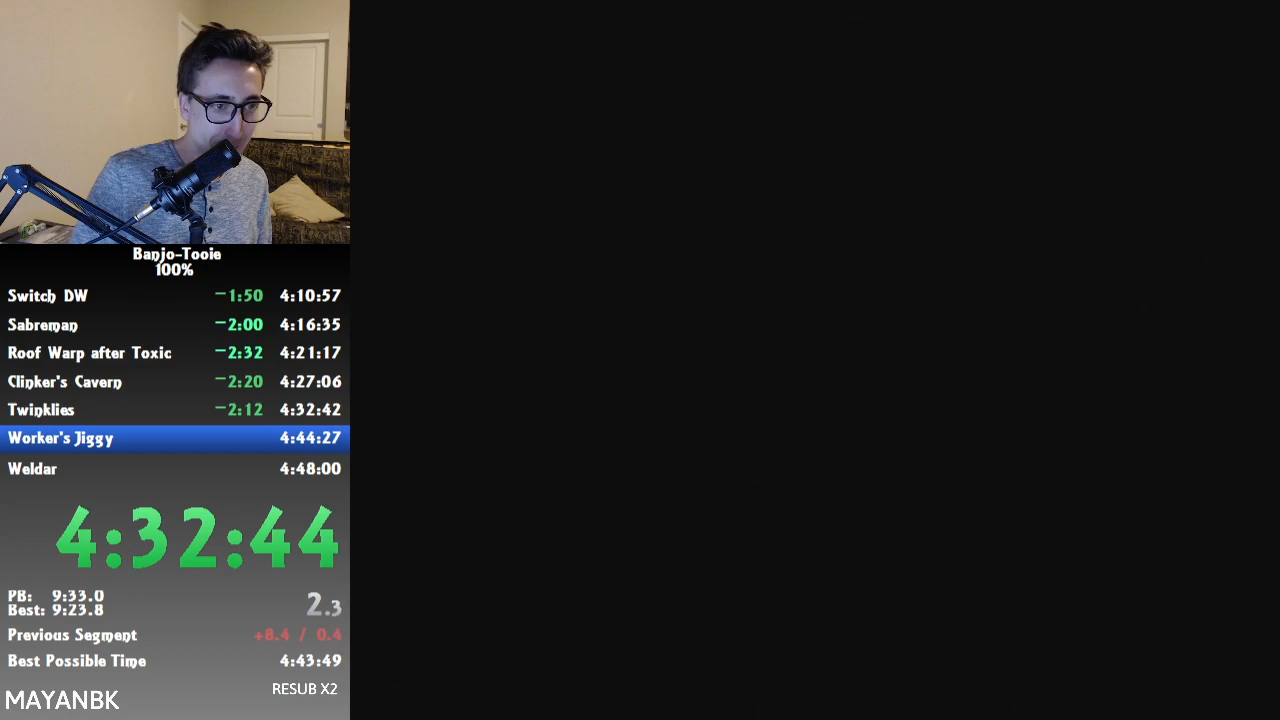 Banjo-Tooie
100%
Switch DW −1:50 4:10:57
Sabreman −2:00 4:16:35
Roof Warp after Toxic −2:32 4:21:17
Clinker's Cavern −2:20 4:27:06
Twinklies −2:12 4:32:42
Worker's Jiggy 4:44:27
Weldar 4:48:00
4:32:44
PB: 9:33.0
Best: 9:23.8
2.3
Previous Segment +8.4 / 0.4
Best Possible Time 4:43:49
MAYANBK
RESUB X2